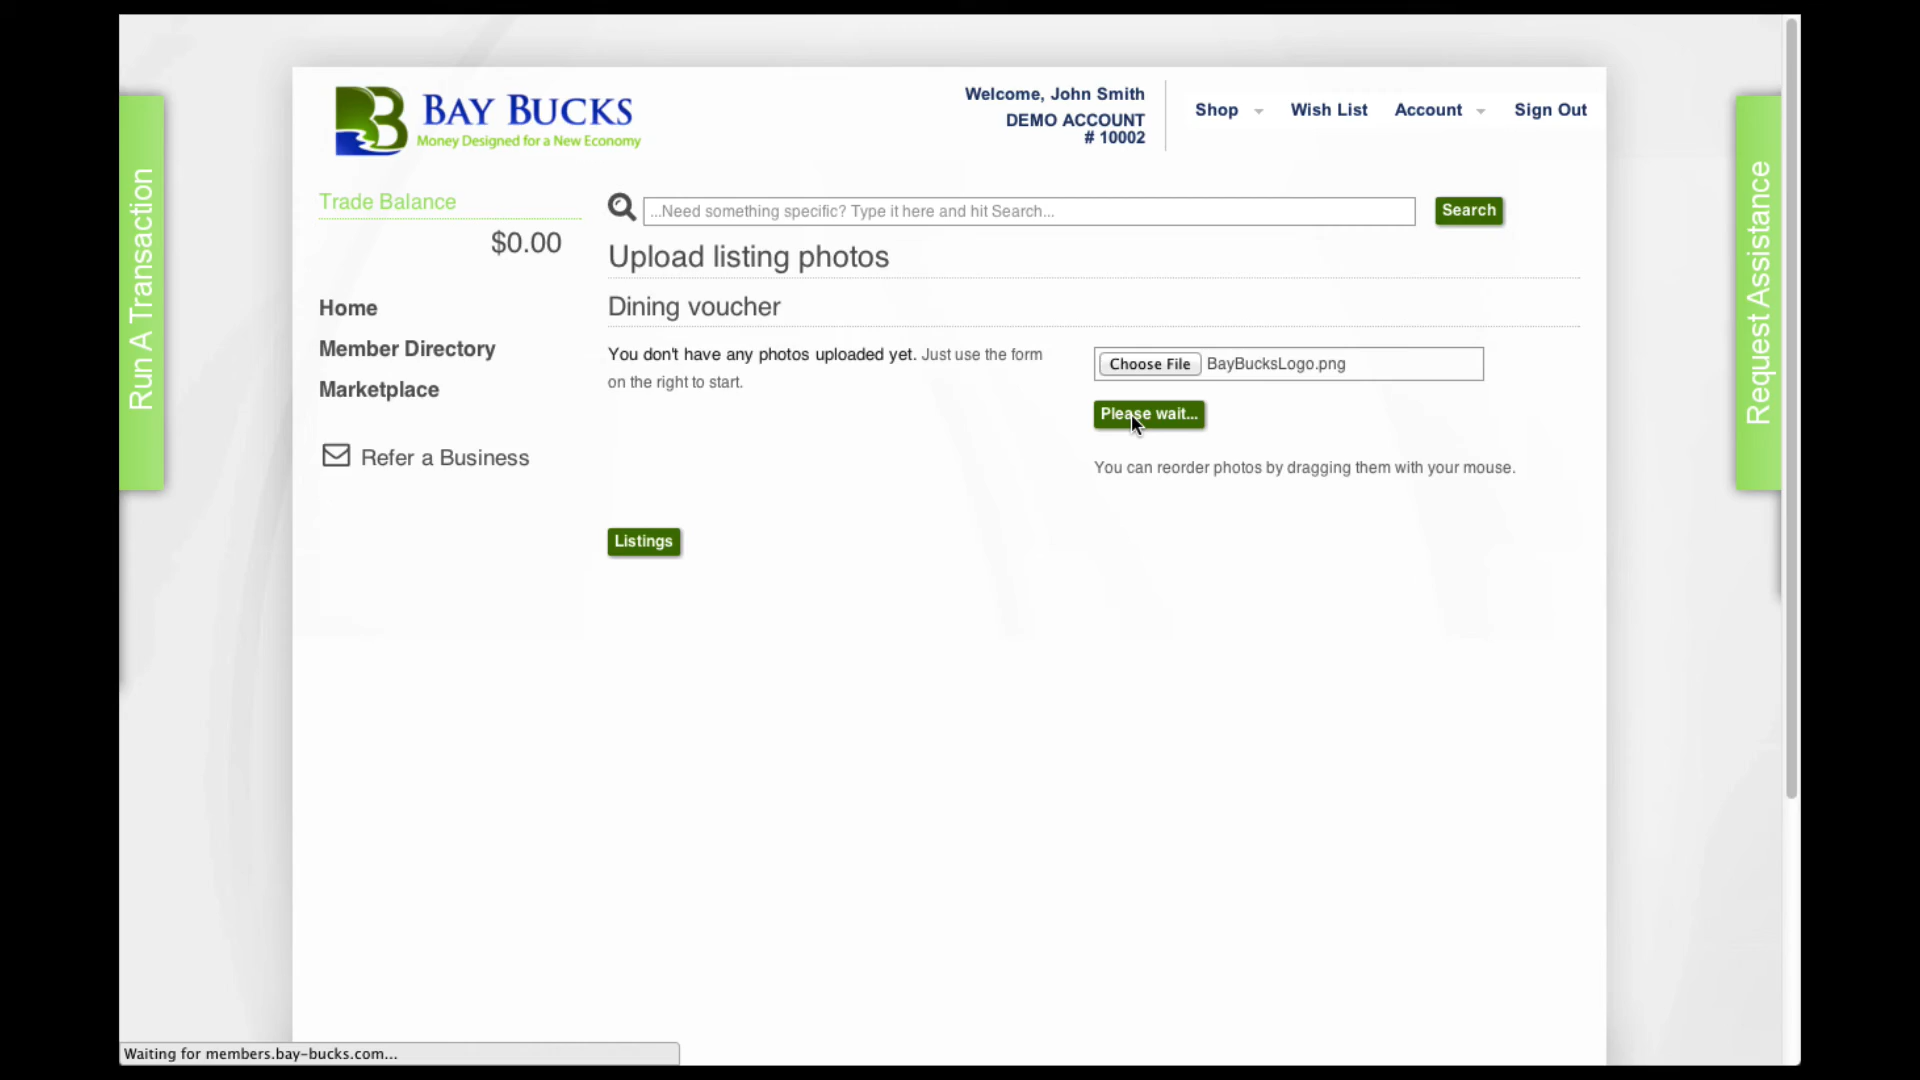 BAY BUCKS
Money Designed for a New Economy
Welcome, John Smith
DEMO ACCOUNT
# 10002
Shop
Wish List
Account
Sign Out
Run A Transaction
Request Assistance
Trade Balance
$0.00
Home
Member Directory
Marketplace
Refer a Business
...Need something specific? Type it here and hit Search...
Search
Upload listing photos
Dining voucher
You don't have any photos uploaded yet. Just use the form
on the right to start.
Choose File BayBucksLogo.png
Please wait...
You can reorder photos by dragging them with your mouse.
Listings
Waiting for members.bay-bucks.com...